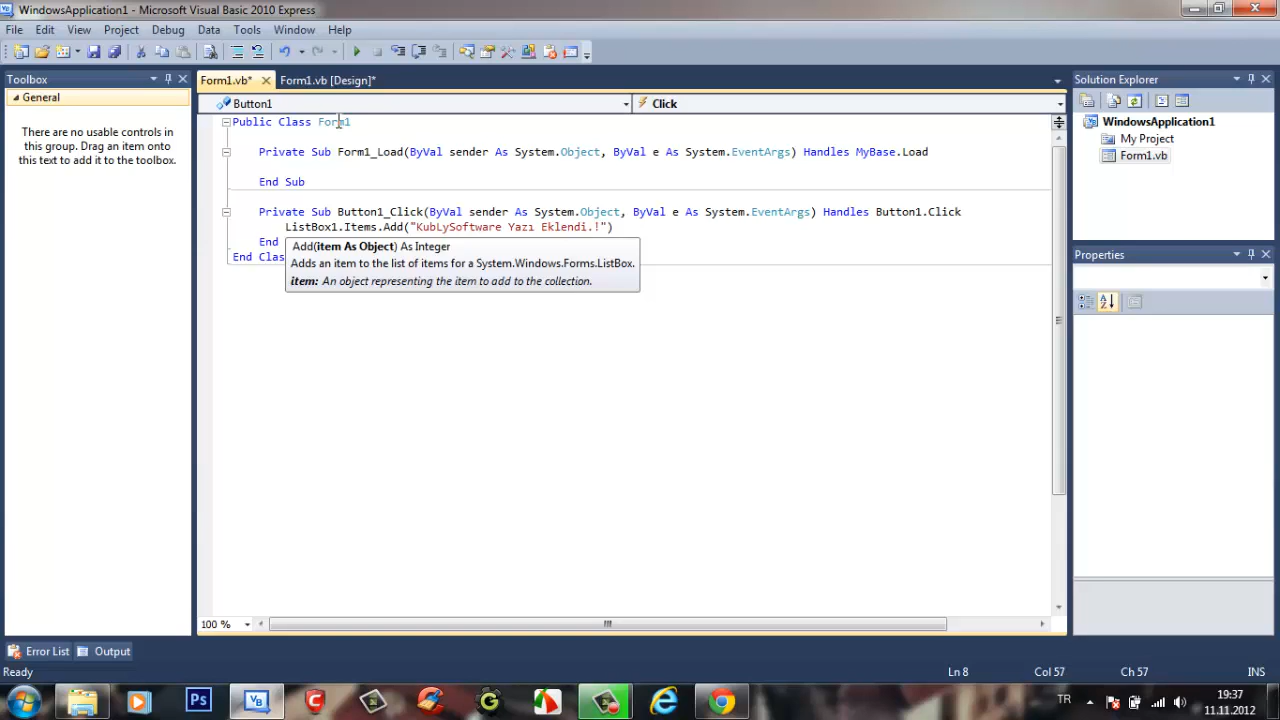 WindowsApplication1 - Microsoft Visual Basic 2010 Express
File Edit View Project Debug Data Tools Window Help
Toolbox
General
There are no usable controls in
this group. Drag an item onto
this text to add it to the toolbox.
Form1.vb* Form1.vb [Design]*
Button1 Click
Public Class Form1
Private Sub Form1_Load(ByVal sender As System.Object, ByVal e As System.EventArgs) Handles MyBase.Load
End Sub
Private Sub Button1_Click(ByVal sender As System.Object, ByVal e As System.EventArgs) Handles Button1.Click
ListBox1.Items.Add("KubLySoftware Yazı Eklendi.!")
End
End Clas
Add(item As Object) As Integer
Adds an item to the list of items for a System.Windows.Forms.ListBox.
item: An object representing the item to add to the collection.
100 %
Solution Explorer
WindowsApplication1
My Project
Form1.vb
Properties
Error List Output
Ready Ln 8 Col 57 Ch 57 INS
Ps VB TR 19:37
11.11.2012